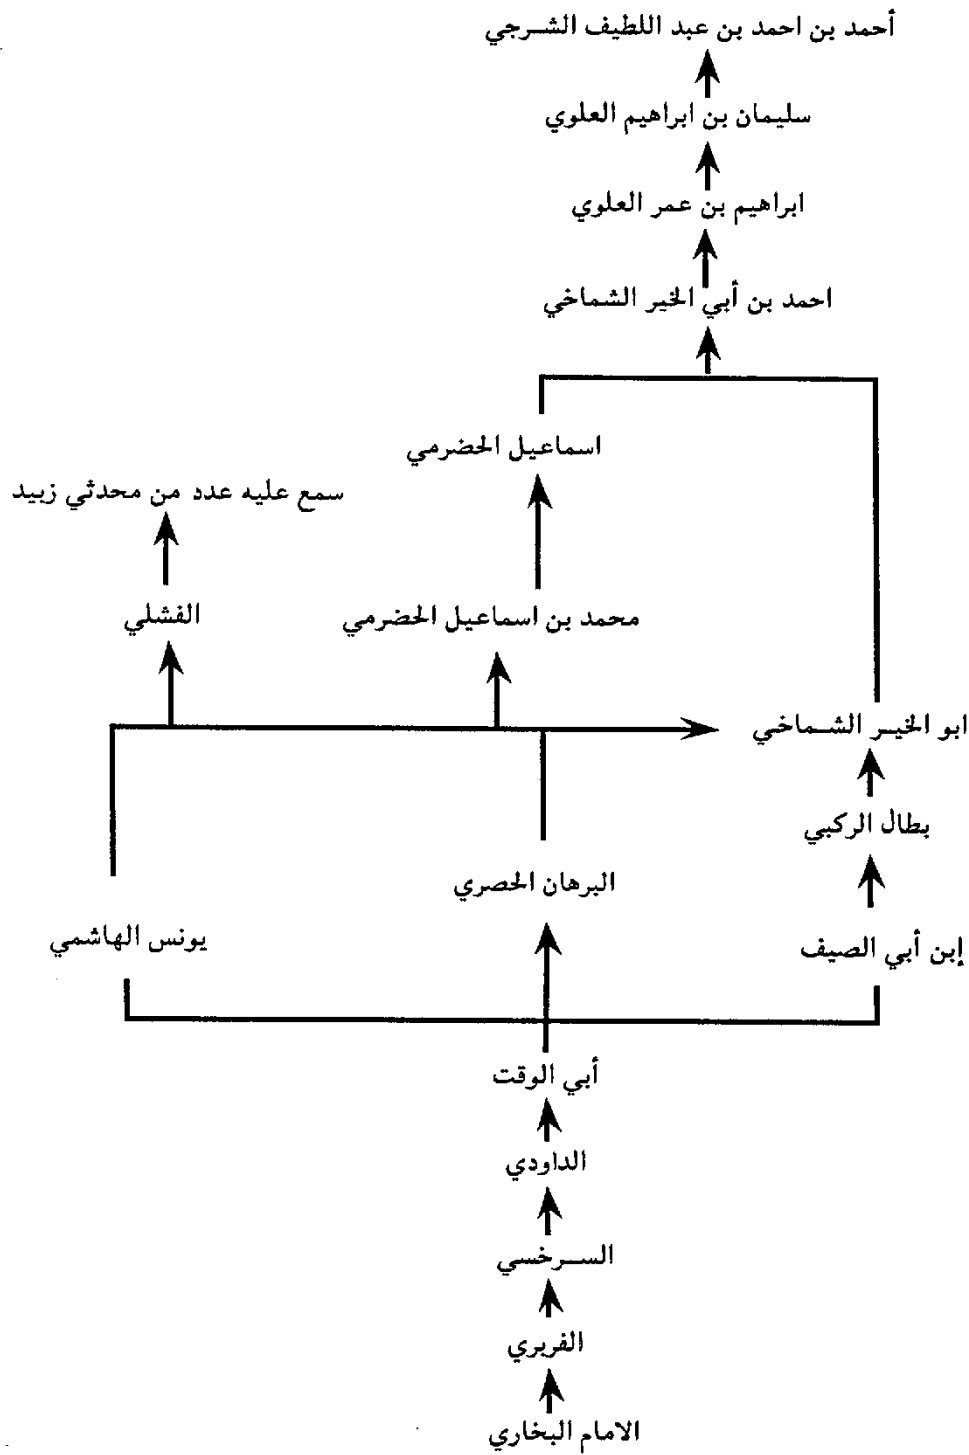 أحمد بن احمد بن عبد اللطيف الشرجي
سليمان بن ابراهيم العلوي
ابراهيم بن عمر العلوي
احمد بن أبي الخير الشماخي
اسماعيل الحضرمي
سمع عليه عدد من محدثي زبيد
محمد بن اسماعيل الحضرمي
الفشلي
ابو الخير الشماخي
بطال الركبي
البرهان الحصري
إبن أبي الصيف
يونس الهاشمي
أبي الوقت
الداودي
السرخسي
الفربري
الامام البخاري